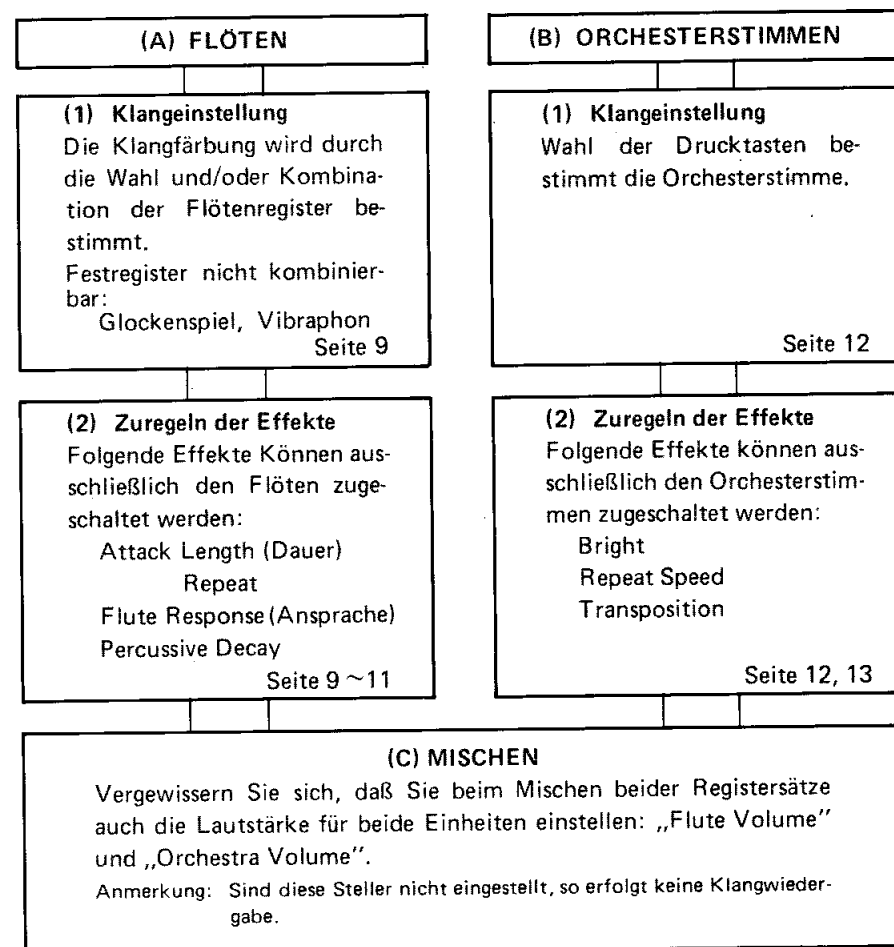 (A) FLÖTEN
(1) Klangeinstellung
Die Klangfärbung wird durch
die Wahl und/oder Kombina-
tion der Flötenregister be-
stimmt.
Festregister nicht kombinier-
bar:
Glockenspiel, Vibraphon
Seite 9
(2) Zuregeln der Effekte
Folgende Effekte Können aus-
schließlich den Flöten zuge-
schaltet werden:
Attack Length (Dauer)
Repeat
Flute Response (Ansprache)
Percussive Decay
Seite 9 ~11
(B) ORCHESTERSTIMMEN
(1) Klangeinstellung
Wahl der Drucktasten be-
stimmt die Orchesterstimme.
Seite 12
(2) Zuregeln der Effekte
Folgende Effekte können aus-
schließlich den Orchesterstim-
men zugeschaltet werden:
Bright
Repeat Speed
Transposition
Seite 12, 13
(C) MISCHEN
Vergewissern Sie sich, daß Sie beim Mischen beider Registersätze
auch die Lautstärke für beide Einheiten einstellen: ,,Flute Volume''
und ,,Orchestra Volume''.
Anmerkung: Sind diese Steller nicht eingestellt, so erfolgt keine Klangwieder-
gabe.